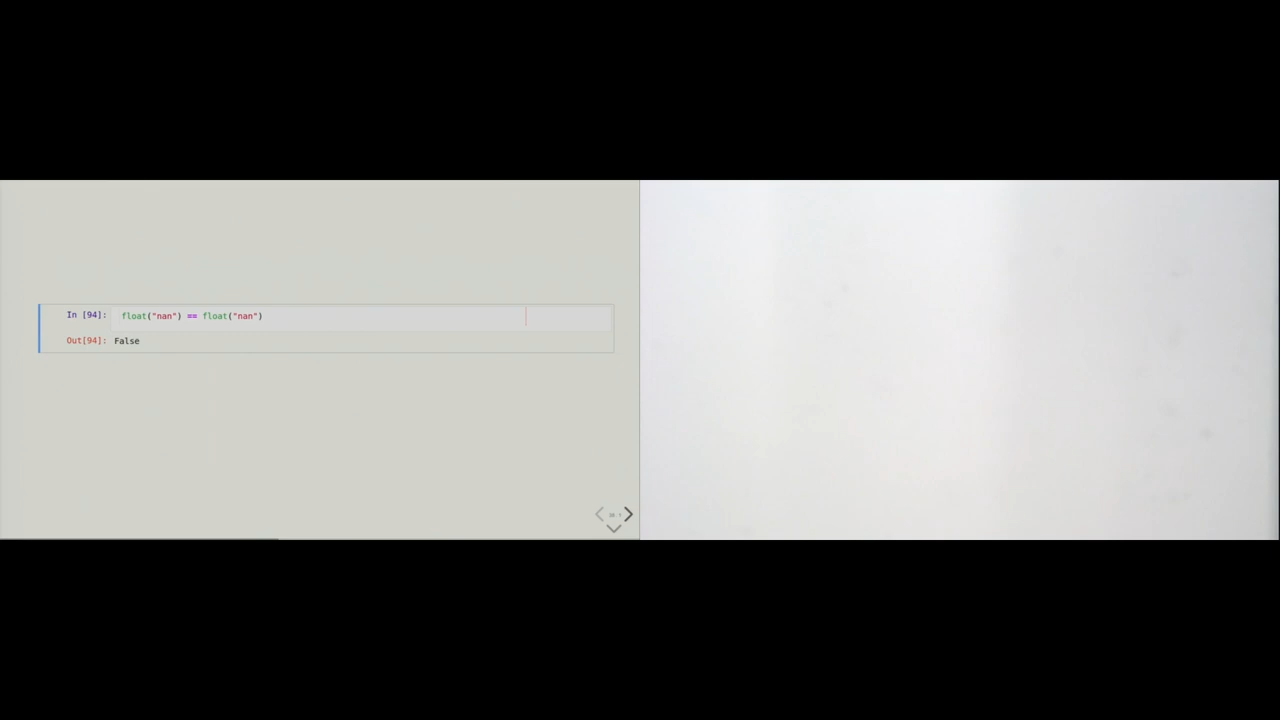 In [94]: float("nan") == float("nan")
Out[94]: False